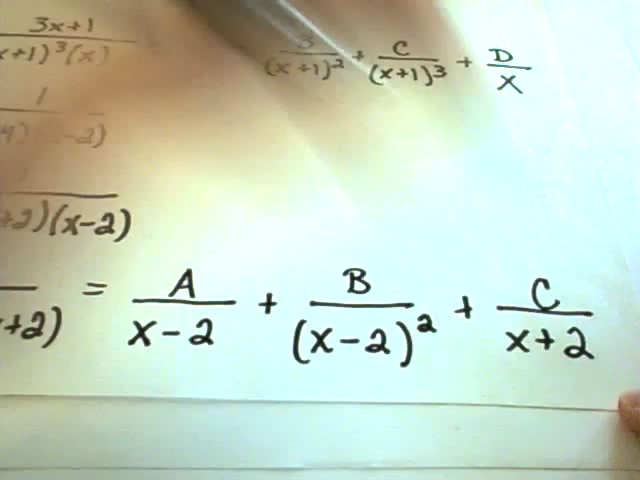 3x+1
x+1)³(x)
B/(x+1)² + C/(x+1)³ + D/x
1
-2)
+2)(x-2)
+2) = A/(x-2) + B/(x-2)² + C/(x+2)